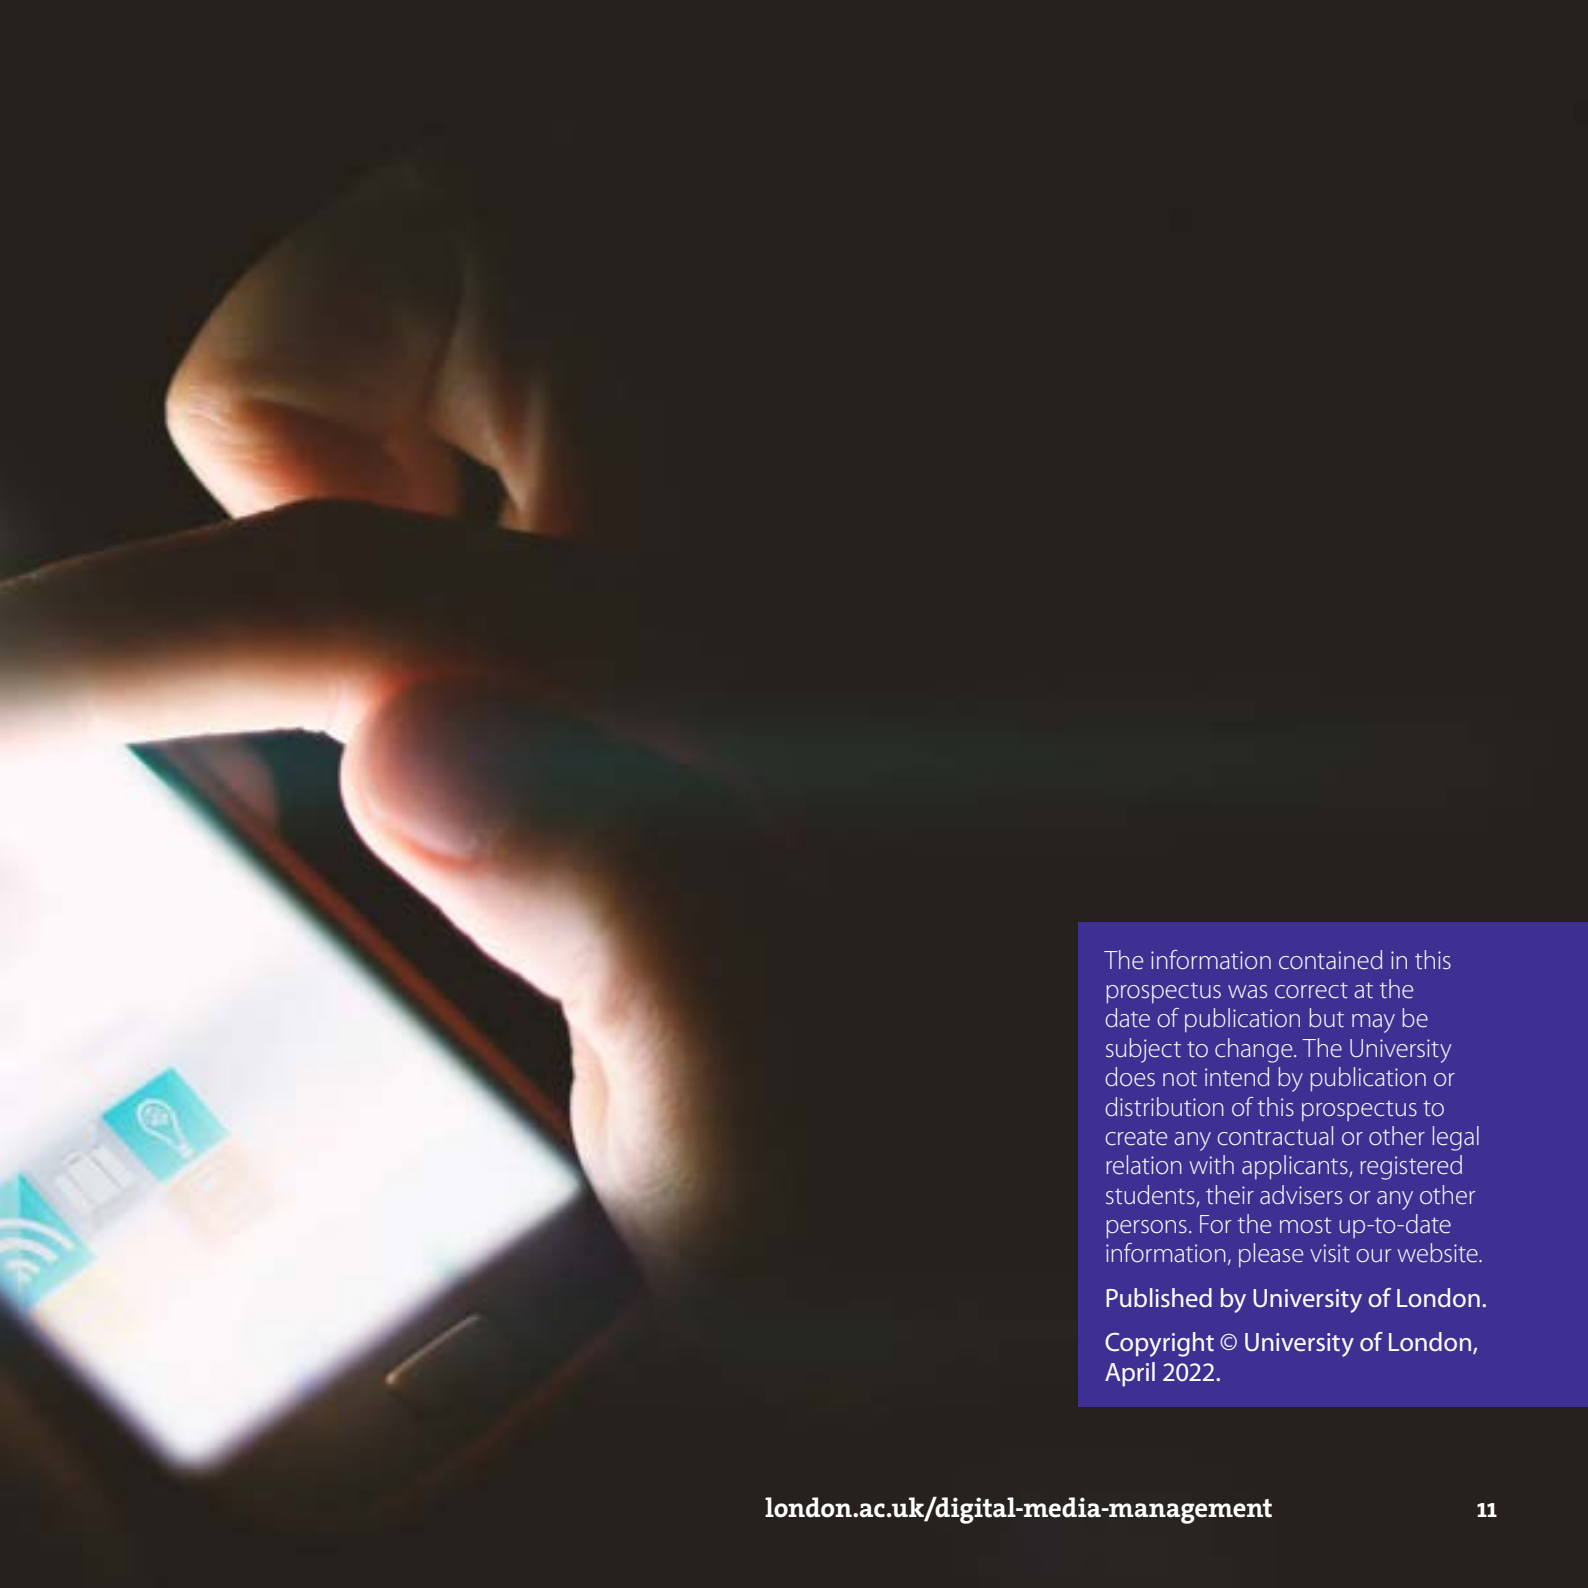 The information contained in this
prospectus was correct at the
date of publication but may be
subject to change. The University
does not intend by publication or
distribution of this prospectus to
create any contractual or other legal
relation with applicants, registered
students, their advisers or any other
persons. For the most up-to-date
information, please visit our website.
Published by University of London.
Copyright © University of London,
April 2022.
london.ac.uk/digital-media-management 11